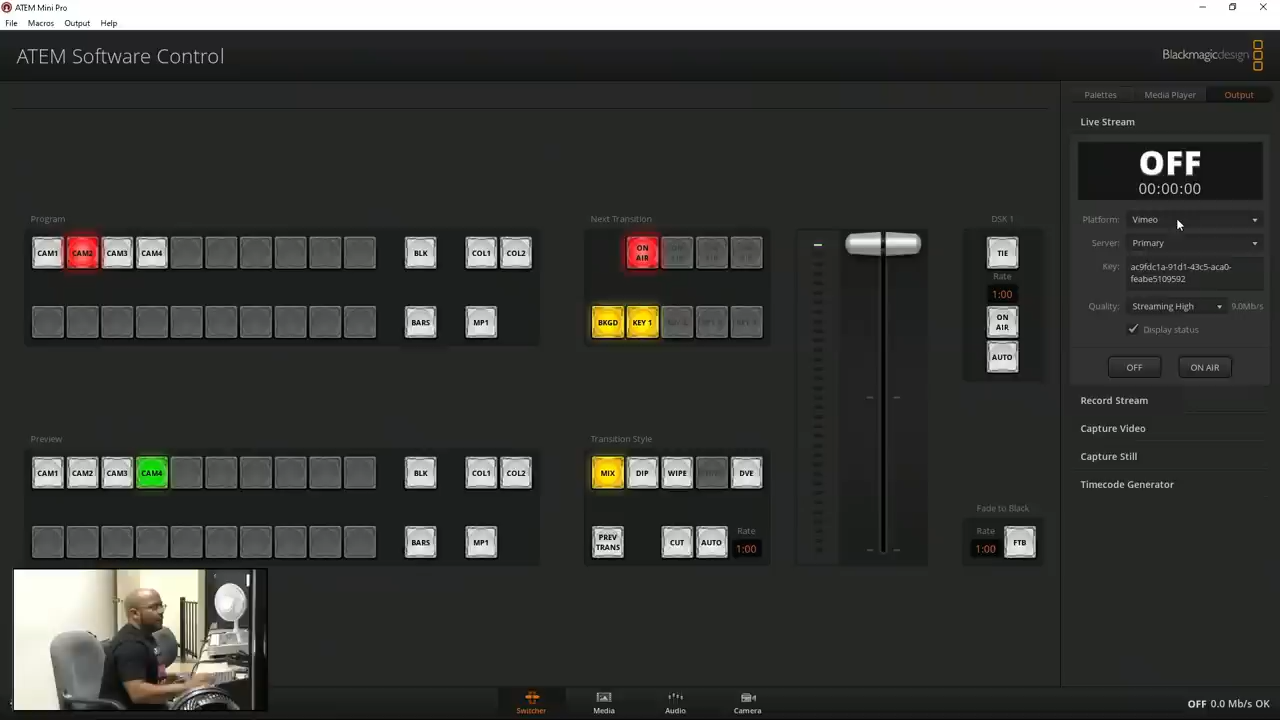 ATEM Mini Pro
File Macros Output Help
ATEM Software Control
Blackmagicdesign
Palettes Media Player Output
Live Stream
OFF
00:00:00
Platform: Vimeo
Server: Primary
Key: ac9fdc1a-91d1-43c5-aca0-
feabe5109592
Quality: Streaming High 9.0Mb/s
Display status
OFF ON AIR
Record Stream
Capture Video
Capture Still
Timecode Generator
Program
CAM1 CAM2 CAM3 CAM4 BLK COL1 COL2
BARS MP1
Next Transition
ON
AIR
BKGD KEY 1
DSK 1
TIE
Rate
1:00
ON
AIR
AUTO
Preview
CAM1 CAM2 CAM3 CAM4 BLK COL1 COL2
BARS MP1
Transition Style
MIX DIP WIPE DVE
PREV
TRANS
CUT AUTO
Rate
1:00
Fade to Black
Rate
1:00
FTB
Switcher Media Audio Camera
OFF 0.0 Mb/s OK